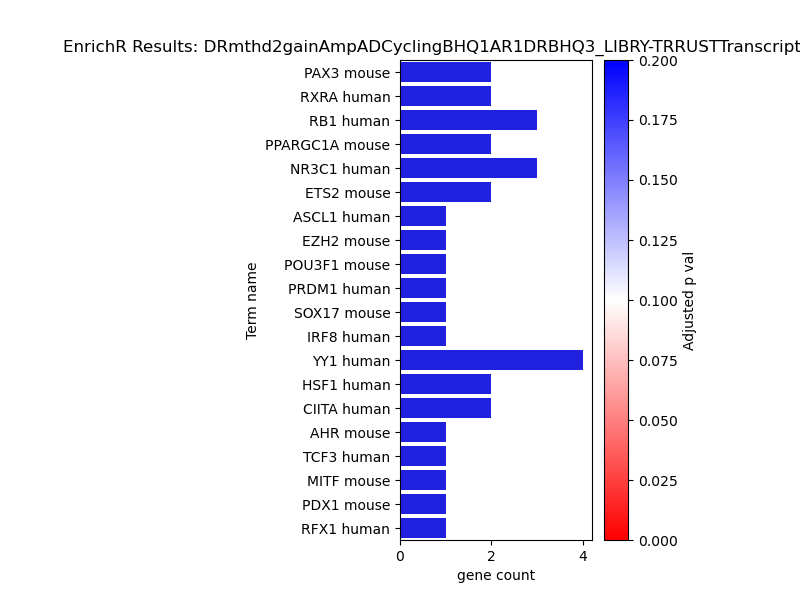 EnrichR Results: DRmthd2gainAmpADCyclingBHQ1AR1DRBHQ3_LIBRY-TRRUSTTranscript
PAX3 mouse
RXRA human
RB1 human
PPARGC1A mouse
NR3C1 human
ETS2 mouse
ASCL1 human
EZH2 mouse
POU3F1 mouse
PRDM1 human
SOX17 mouse
IRF8 human
YY1 human
HSF1 human
CIITA human
AHR mouse
TCF3 human
MITF mouse
PDX1 mouse
RFX1 human
Term name
0 2 4
gene count
0.200
0.175
0.150
0.125
0.100
0.075
0.050
0.025
0.000
Adjusted p val